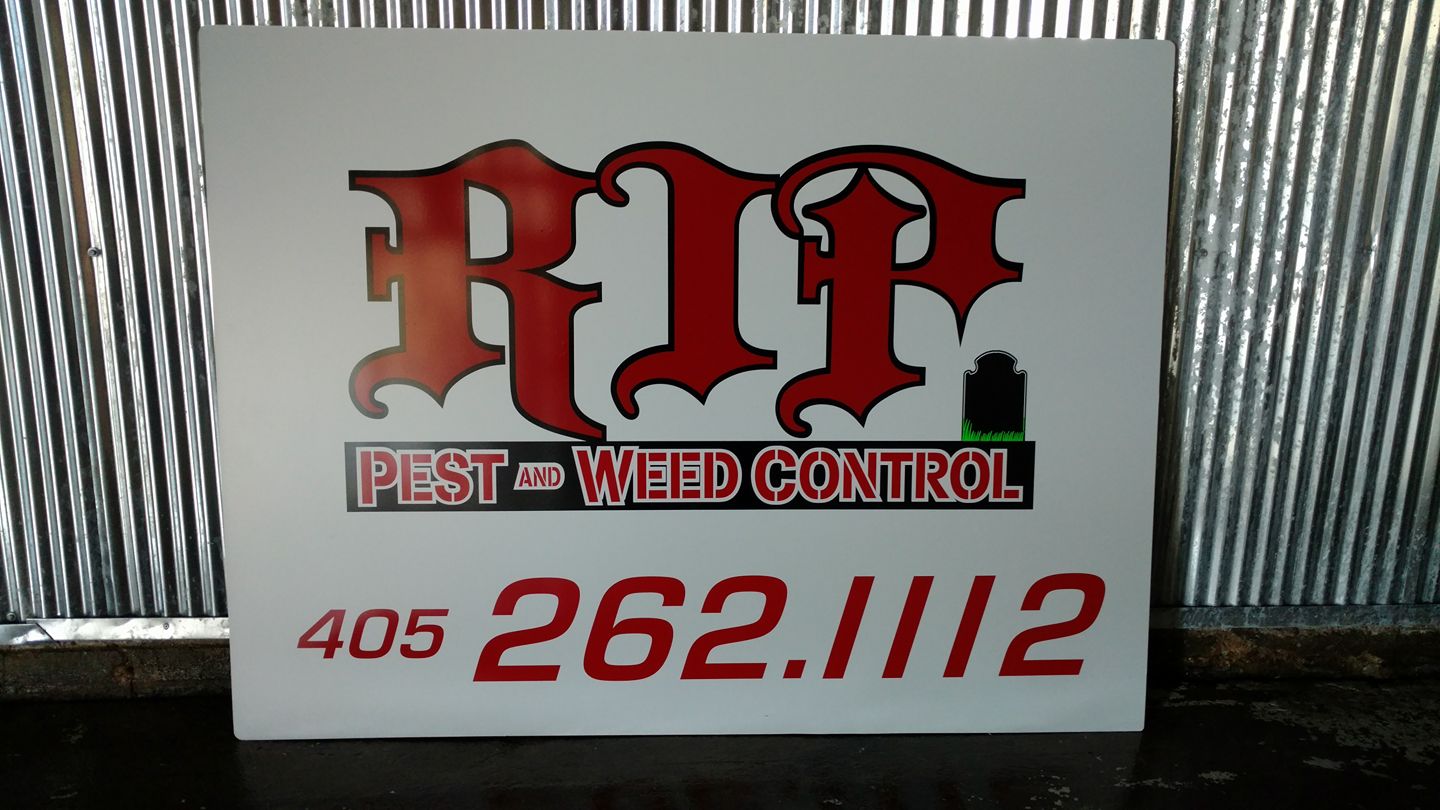 RIP
PEST AND WEED CONTROL
405 262.1112